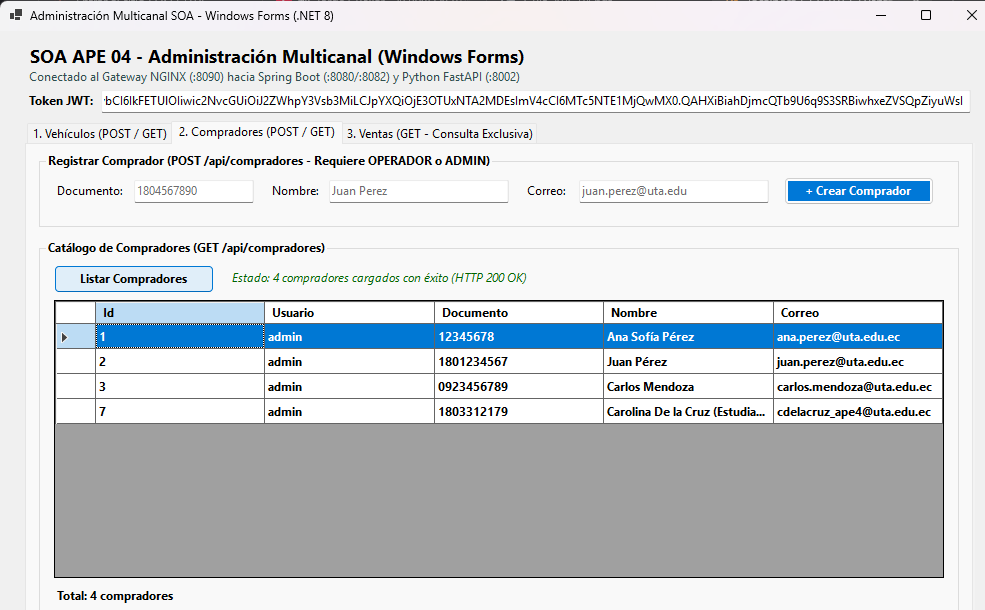 Administración Multicanal SOA - Windows Forms (.NET 8)
SOA APE 04 - Administración Multicanal (Windows Forms)
Conectado al Gateway NGINX (:8090) hacia Spring Boot (:8080/:8082) y Python FastAPI (:8002)
Token JWT:
1. Vehículos (POST / GET) 2. Compradores (POST / GET) 3. Ventas (GET - Consulta Exclusiva)
Registrar Comprador (POST /api/compradores - Requiere OPERADOR o ADMIN)
Documento: 1804567890 Nombre: Juan Perez Correo: juan.perez@uta.edu + Crear Comprador
Catálogo de Compradores (GET /api/compradores)
Listar Compradores Estado: 4 compradores cargados con éxito (HTTP 200 OK)
Id Usuario Documento Nombre Correo
1 admin 12345678 Ana Sofía Pérez ana.perez@uta.edu.ec
2 admin 1801234567 Juan Pérez juan.perez@uta.edu.ec
3 admin 0923456789 Carlos Mendoza carlos.mendoza@uta.edu.ec
7 admin 1803312179 Carolina De la Cruz (Estudia... cdelacruz_ape4@uta.edu.ec
Total: 4 compradores